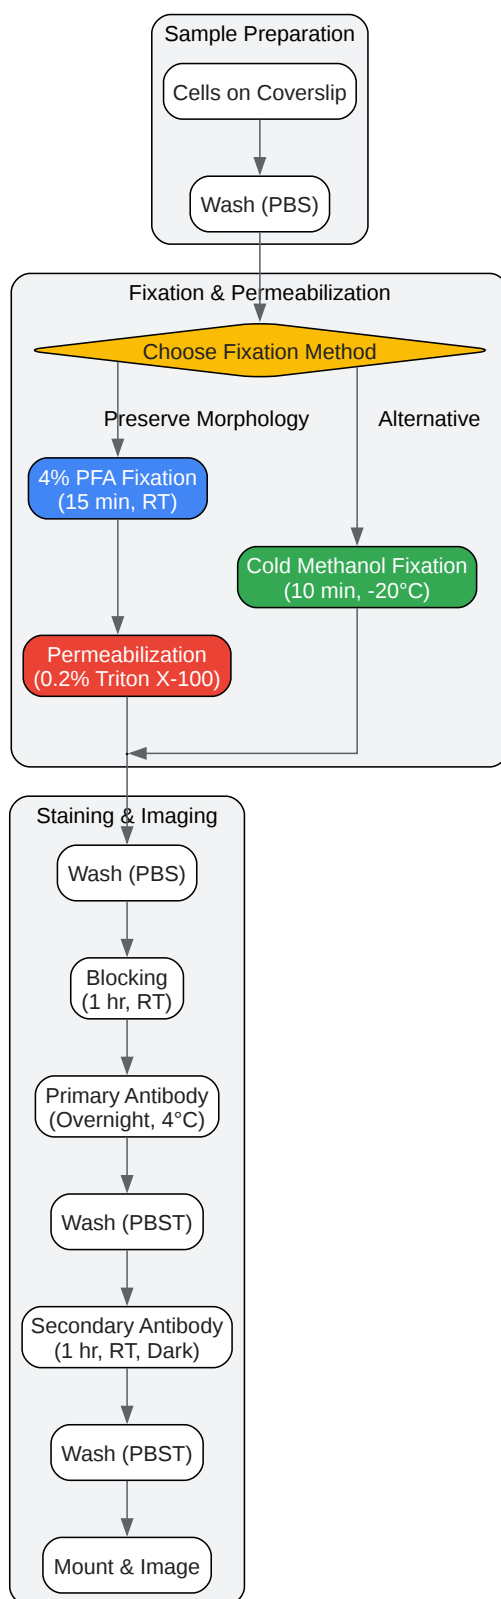 Sample Preparation
Cells on Coverslip
Wash (PBS)
Fixation & Permeabilization
Choose Fixation Method
Preserve Morphology
Alternative
4% PFA Fixation
(15 min, RT)
Cold Methanol Fixation
(10 min, -20°C)
Permeabilization
(0.2% Triton X-100)
Staining & Imaging
Wash (PBS)
Blocking
(1 hr, RT)
Primary Antibody
(Overnight, 4°C)
Wash (PBST)
Secondary Antibody
(1 hr, RT, Dark)
Wash (PBST)
Mount & Image